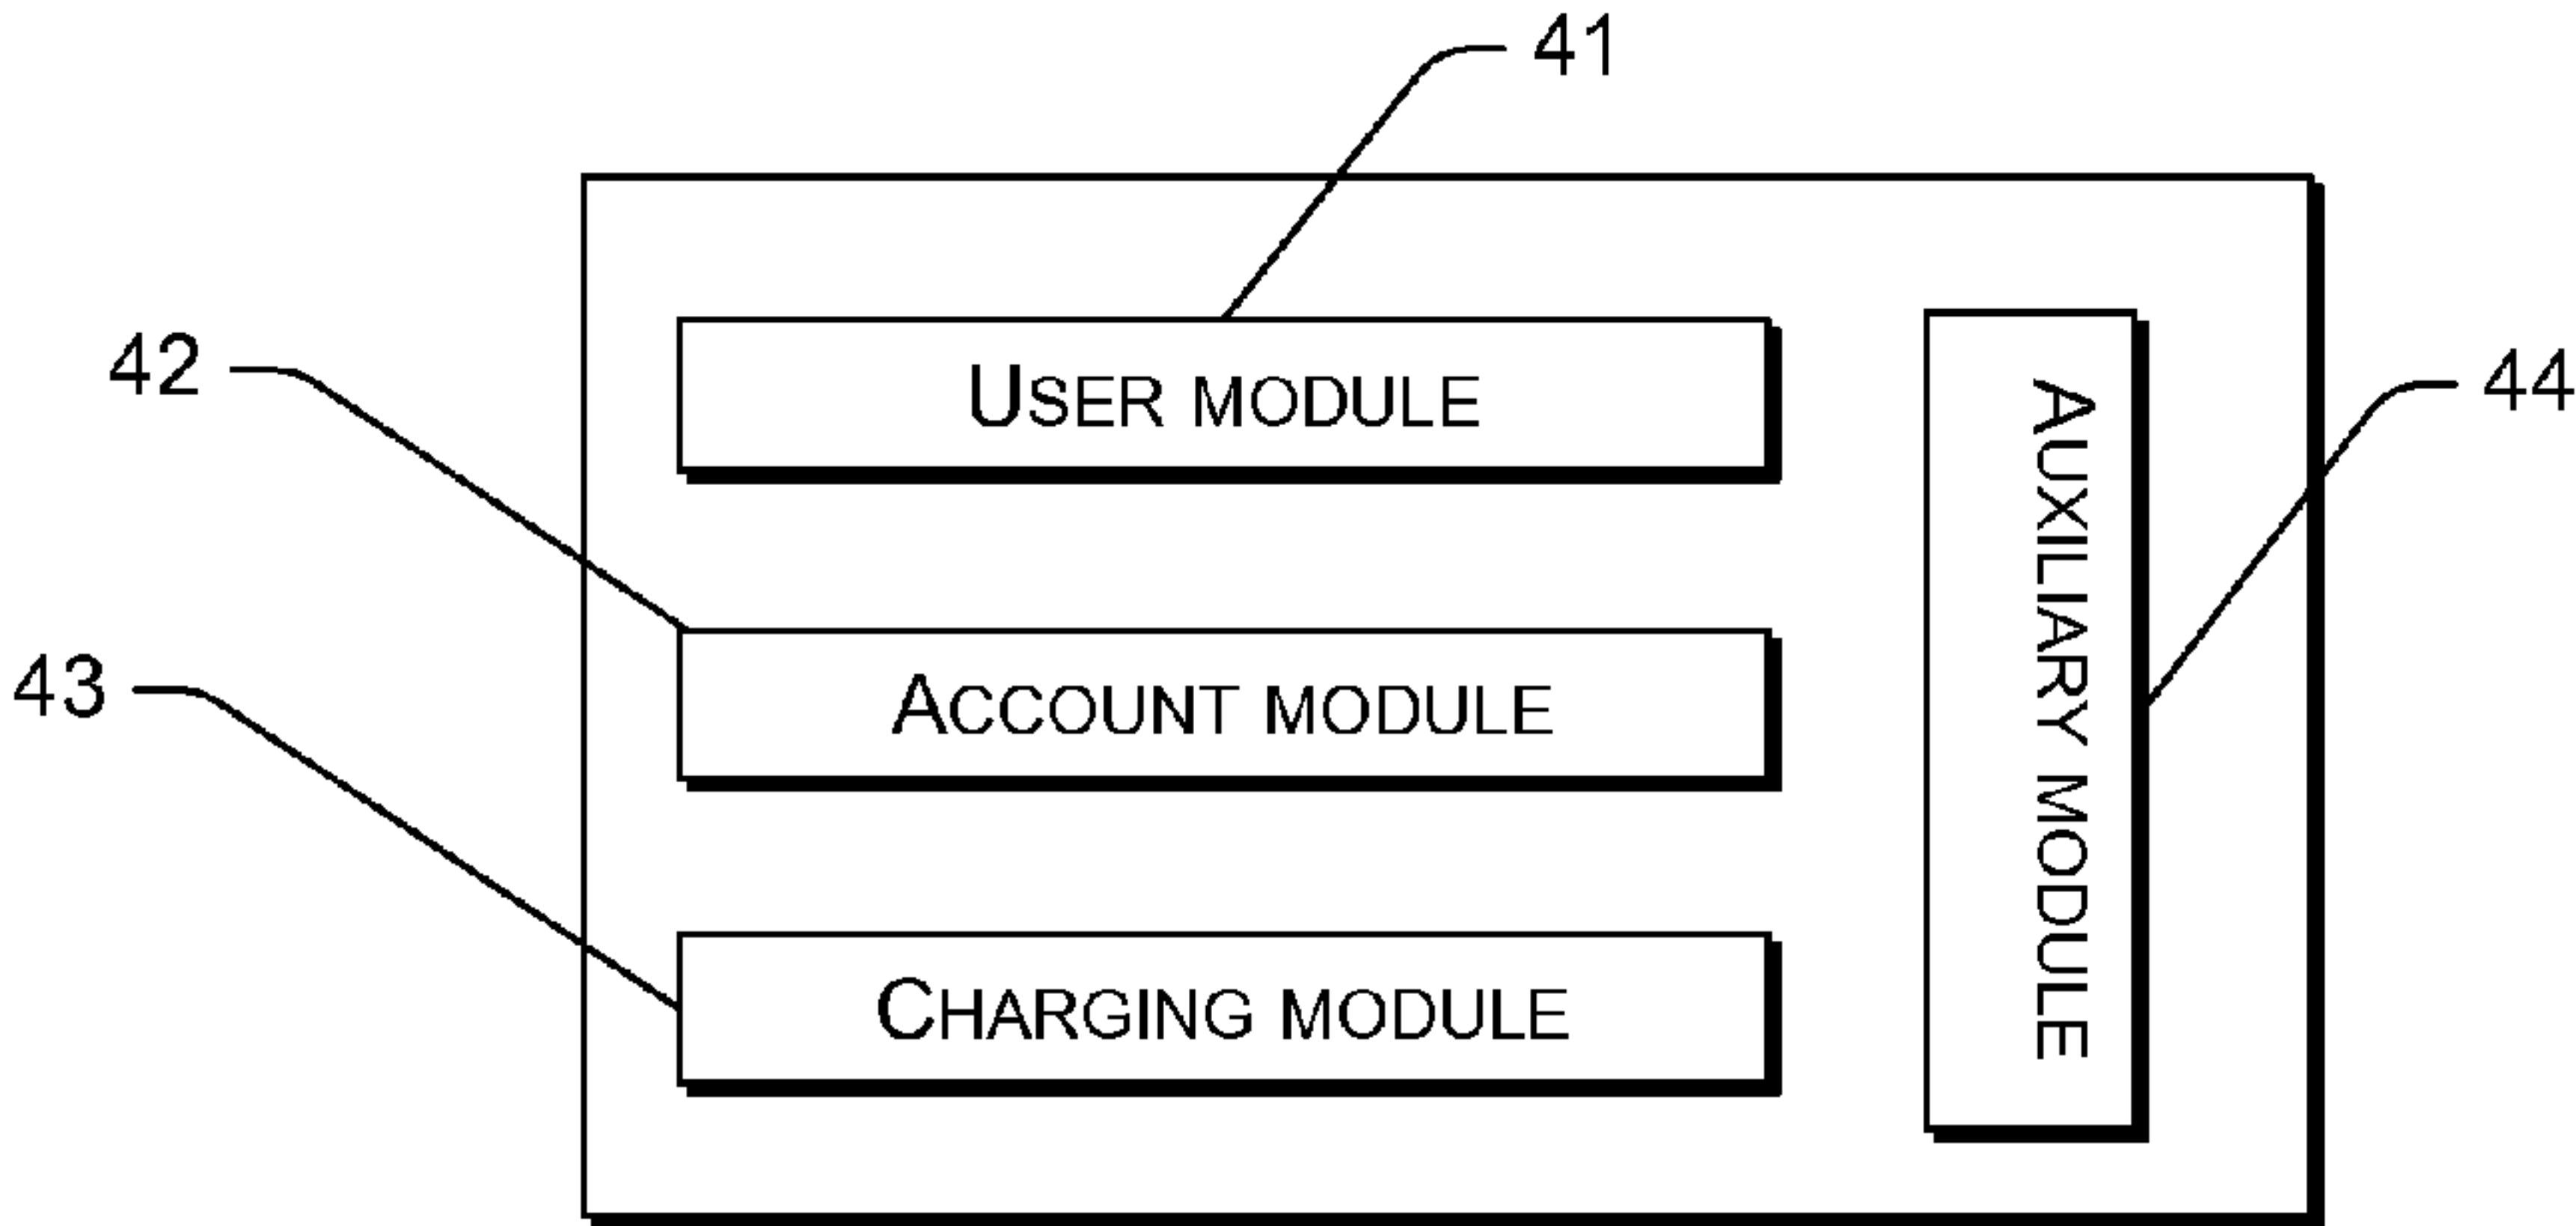 41
USER MODULE
42
44
ACCOUNT MODULE
43
CHARGING MODULE
AUXILIARY MODULE